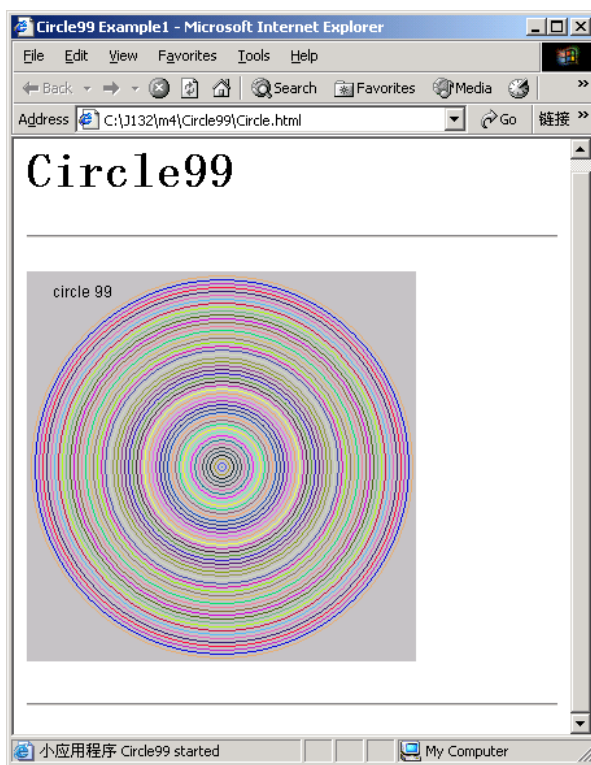 Circle99 Example1 - Microsoft Internet Explorer
File Edit View Favorites Tools Help
Back Search Favorites Media »
Address C:\J132\m4\Circle99\Circle.html Go 链接 »
Circle99
circle 99
小应用程序 Circle99 started My Computer